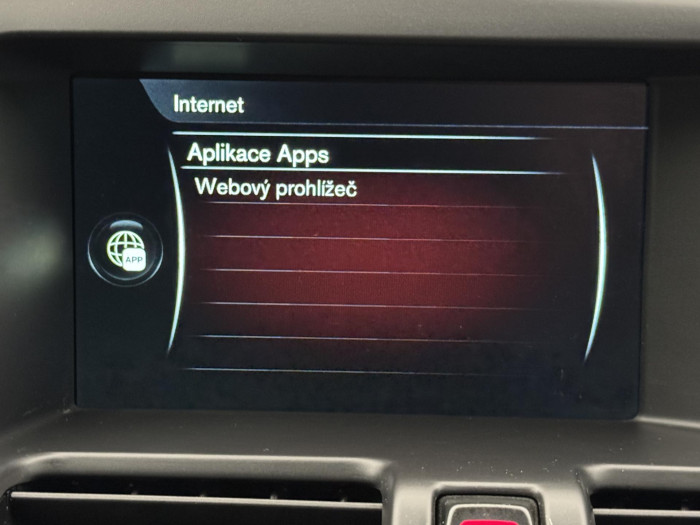 Internet
Aplikace Apps
Webový prohlížeč
APP